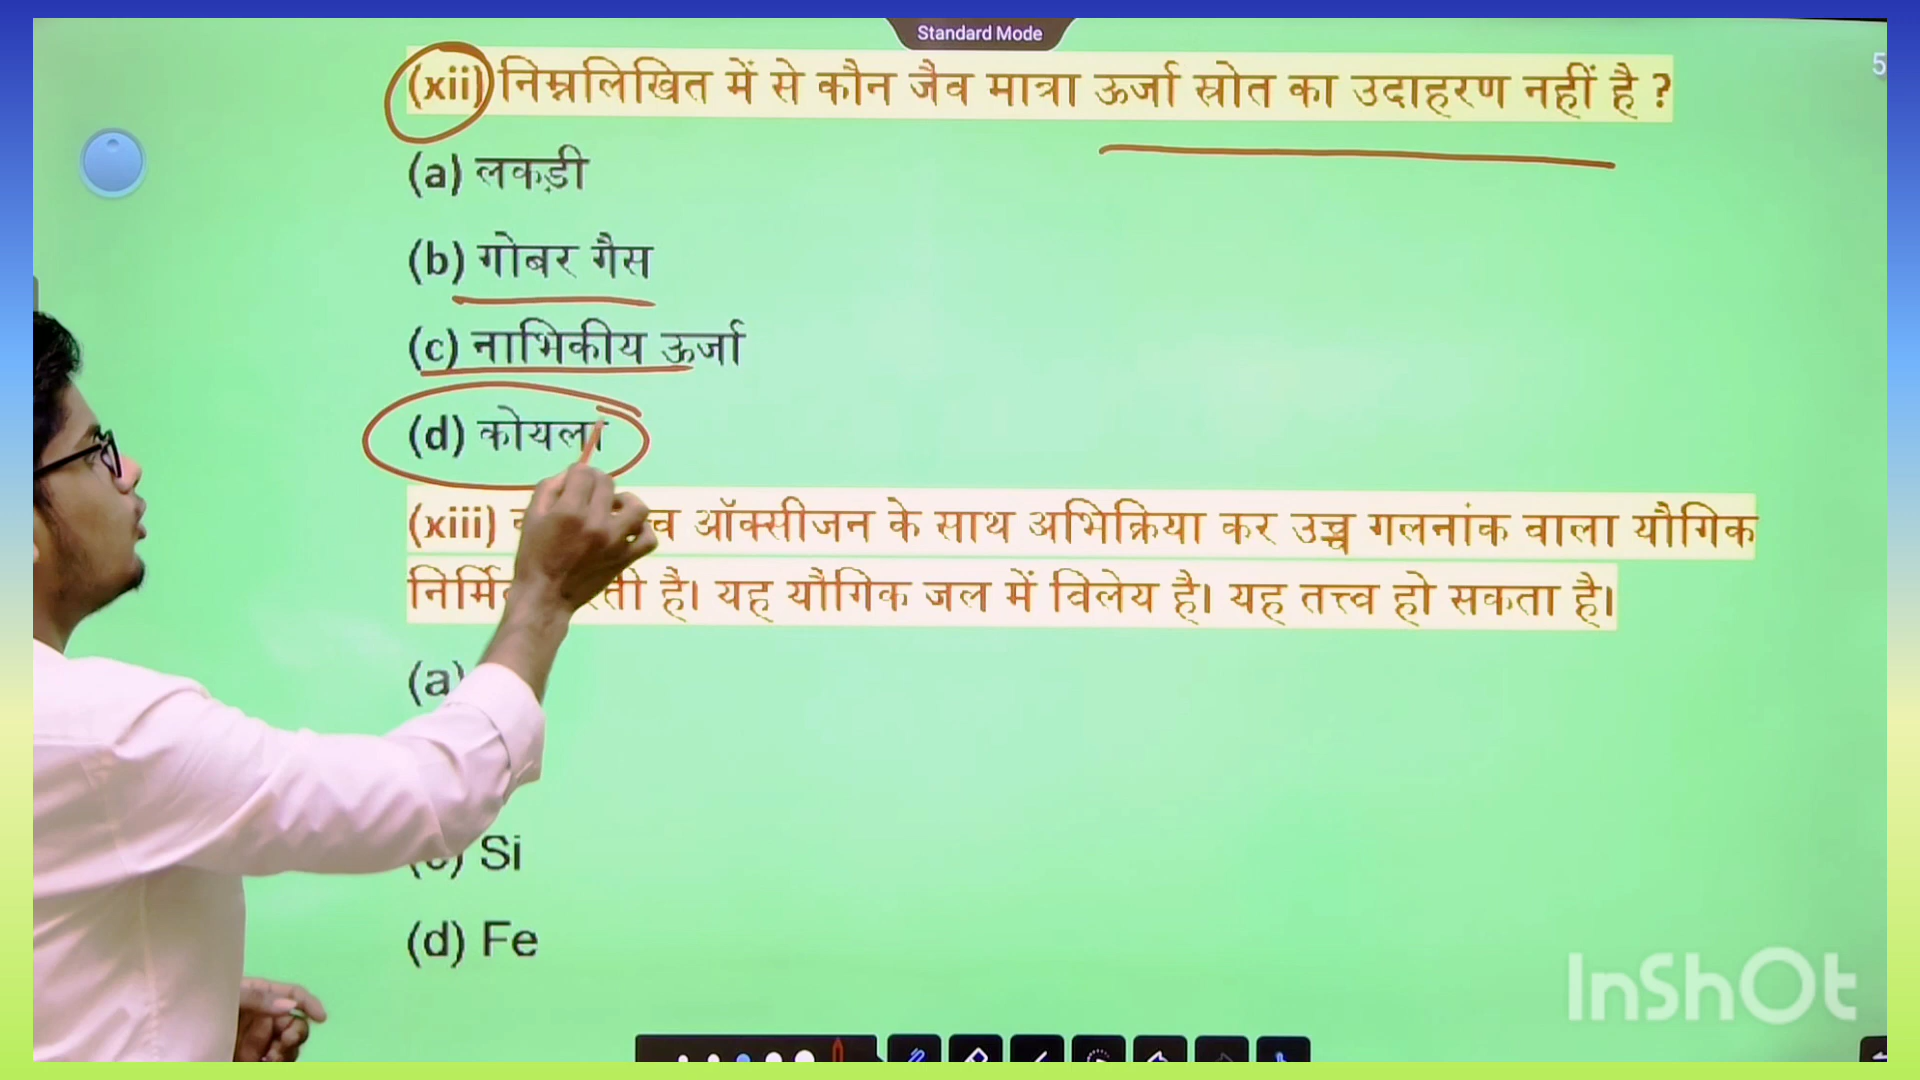 Standard Mode
5
(xii) निम्नलिखित में से कौन जैव मात्रा ऊर्जा स्रोत का उदाहरण नहीं है ?
(a) लकड़ी
(b) गोबर गैस
(c) नाभिकीय ऊर्जा
(d) कोयला
(xiii) ऑक्सीजन के साथ अभिक्रिया कर उच्च गलनांक वाला यौगिक
है। यह यौगिक जल में विलेय है। यह तत्त्व हो सकता है।
(a)
Si
(d) Fe
InShOt